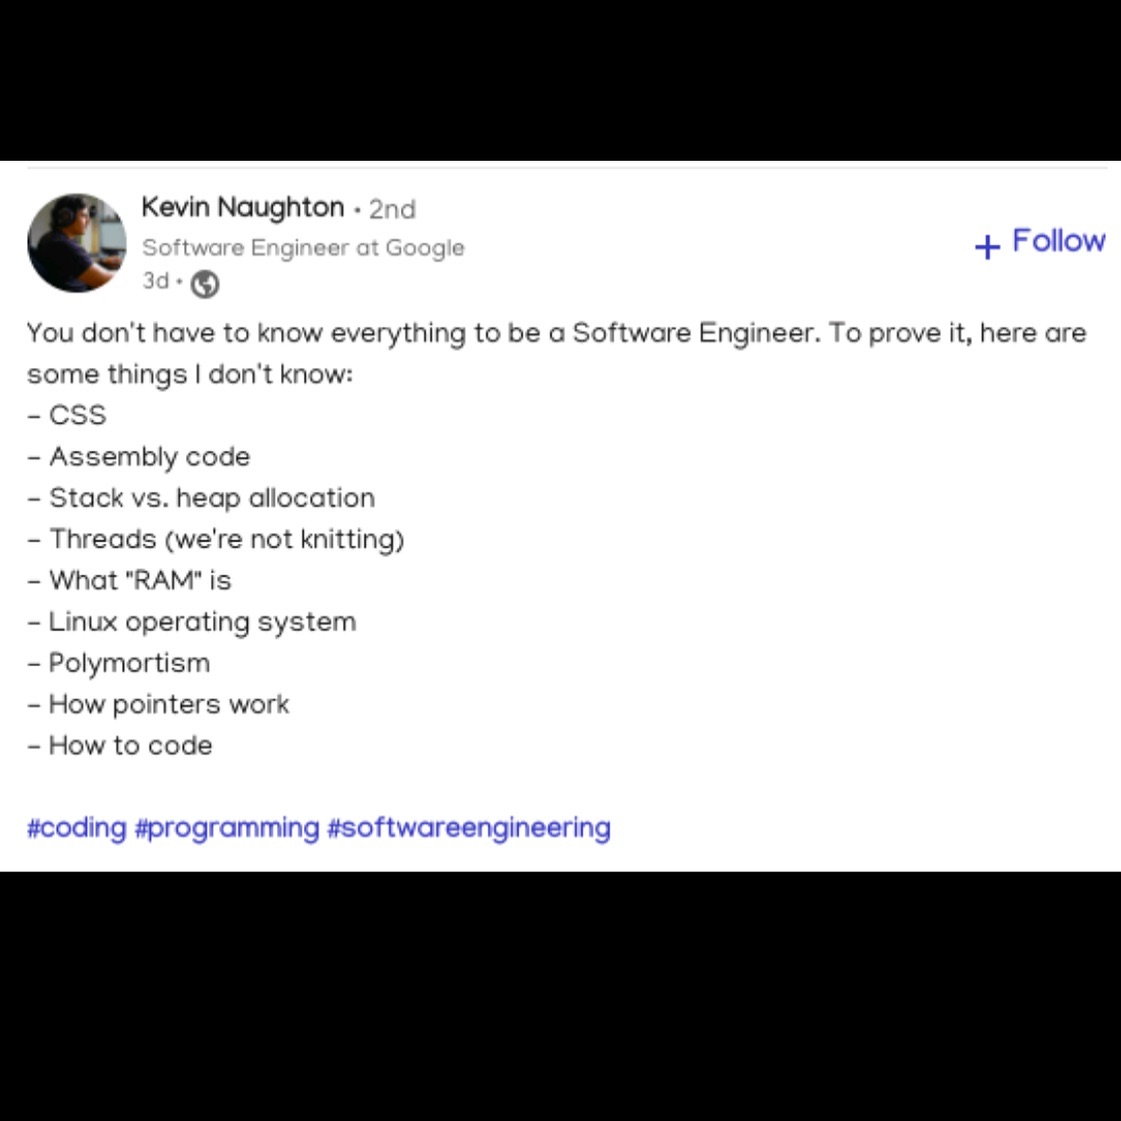 Kevin Naughton • 2nd
Software Engineer at Google
3d •
+ Follow
You don't have to know everything to be a Software Engineer. To prove it, here are
some things I don't know:
– CSS
– Assembly code
– Stack vs. heap allocation
– Threads (we're not knitting)
– What "RAM" is
– Linux operating system
– Polymortism
– How pointers work
– How to code
#coding #programming #softwareengineering